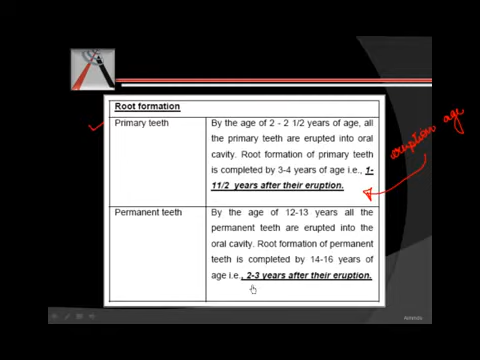 Root formation
Primary teeth
By the age of 2 - 2 1/2 years of age, all
the primary teeth are erupted into oral
cavity. Root formation of primary teeth
is completed by 3-4 years of age i.e., 1-
11/2 years after their eruption.
eruption age
Permanent teeth
By the age of 12-13 years all the
permanent teeth are erupted into the
oral cavity. Root formation of permanent
teeth is completed by 14-16 years of
age i.e., 2-3 years after their eruption.